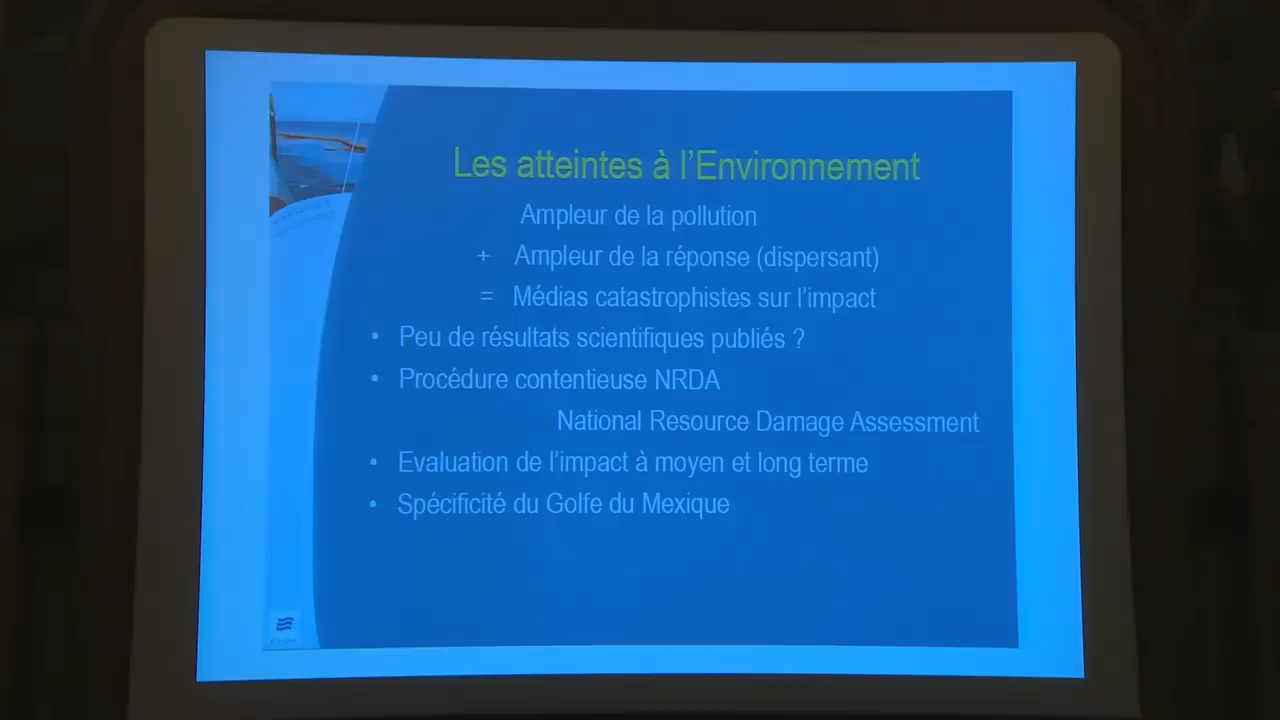 Les atteintes à l'Environnement
Ampleur de la pollution
+ Ampleur de la réponse (dispersant)
= Médias catastrophistes sur l'impact
• Peu de résultats scientifiques publiés ?
• Procédure contentieuse NRDA
National Resource Damage Assessment
• Evaluation de l'impact à moyen et long terme
• Spécificité du Golfe du Mexique